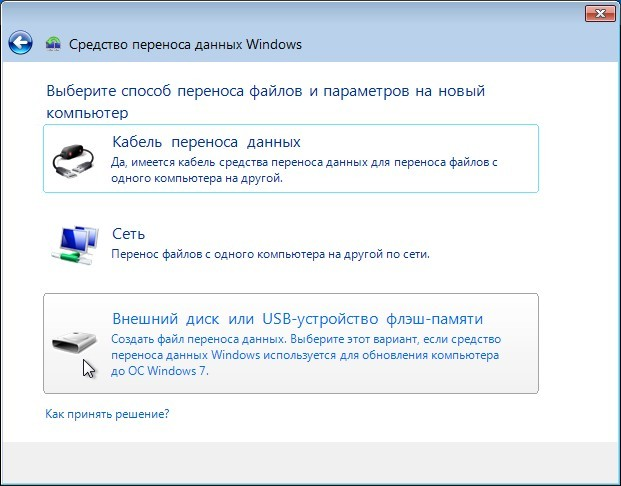 Средство переноса данных Windows
Выберите способ переноса файлов и параметров на новый
компьютер
Кабель переноса данных
Да, имеется кабель средства переноса данных для переноса файлов с
одного компьютера на другой.
Сеть
Перенос файлов с одного компьютера на другой по сети.
Внешний диск или USB-устройство флэш-памяти
Создать файл переноса данных. Выберите этот вариант, если средство
переноса данных Windows используется для обновления компьютера
до ОС Windows 7.
Как принять решение?